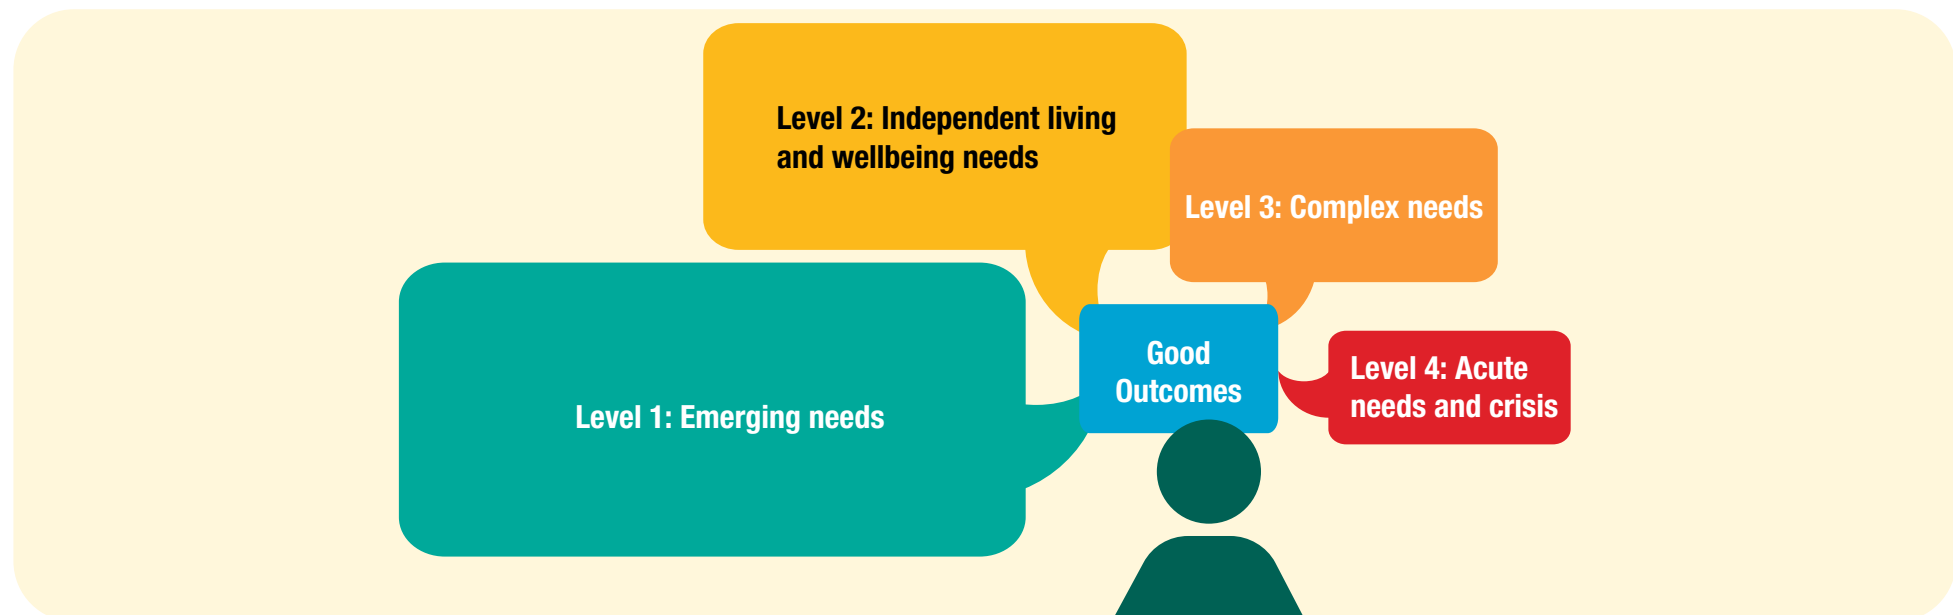 Level 2: Independent living
and wellbeing needs
Level 3: Complex needs
Good
Outcomes
Level 4: Acute
needs and crisis
Level 1: Emerging needs